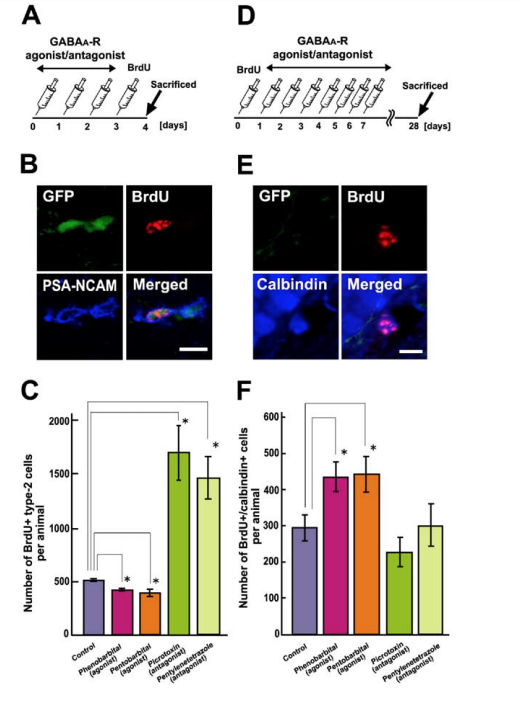 A
GABAA-R
agonist/antagonist
BrdU
Sacrificed
0 1 2 3 4 [days]
B
GFP
BrdU
PSA-NCAM
Merged
C
Number of BrdU+ type-2 cells
per animal
2000
1500
1000
500
0
*
*
*
*
Control
Phenobarbital
(agonist)
Pentobarbital
(agonist)
Picrotoxin
(antagonist)
Pentylenetetrazole
(antagonist)
D
GABAA-R
agonist/antagonist
BrdU
Sacrificed
0 1 2 3 4 5 6 7 28 [days]
E
GFP
BrdU
Calbindin
Merged
F
Number of BrdU+/calbindin+ cells
per animal
600
500
400
300
200
100
0
*
*
Control
Phenobarbital
(agonist)
Pentobarbital
(agonist)
Picrotoxin
(antagonist)
Pentylenetetrazole
(antagonist)